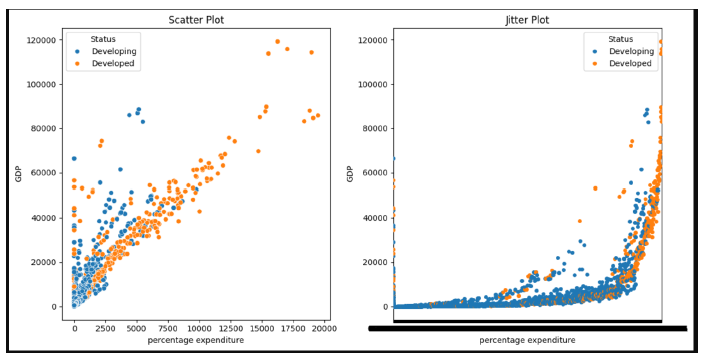 Scatter Plot
120000
100000
80000
60000
40000
20000
0
GDP
Status
Developing
Developed
0 2500 5000 7500 10000 12500 15000 17500 20000
percentage expenditure
Jitter Plot
120000
100000
80000
60000
40000
20000
0
GDP
Status
Developing
Developed
percentage expenditure